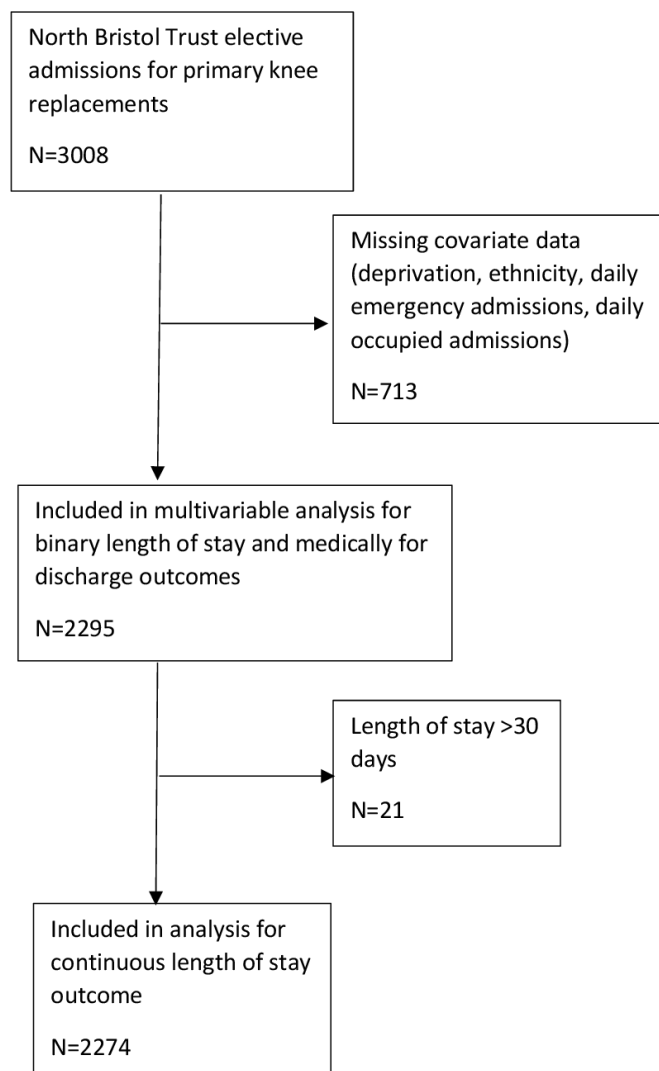 North Bristol Trust elective
admissions for primary knee
replacements
N=3008
Missing covariate data
(deprivation, ethnicity, daily
emergency admissions, daily
occupied admissions)
N=713
Included in multivariable analysis for
binary length of stay and medically for
discharge outcomes
N=2295
Length of stay >30
days
N=21
Included in analysis for
continuous length of stay
outcome
N=2274